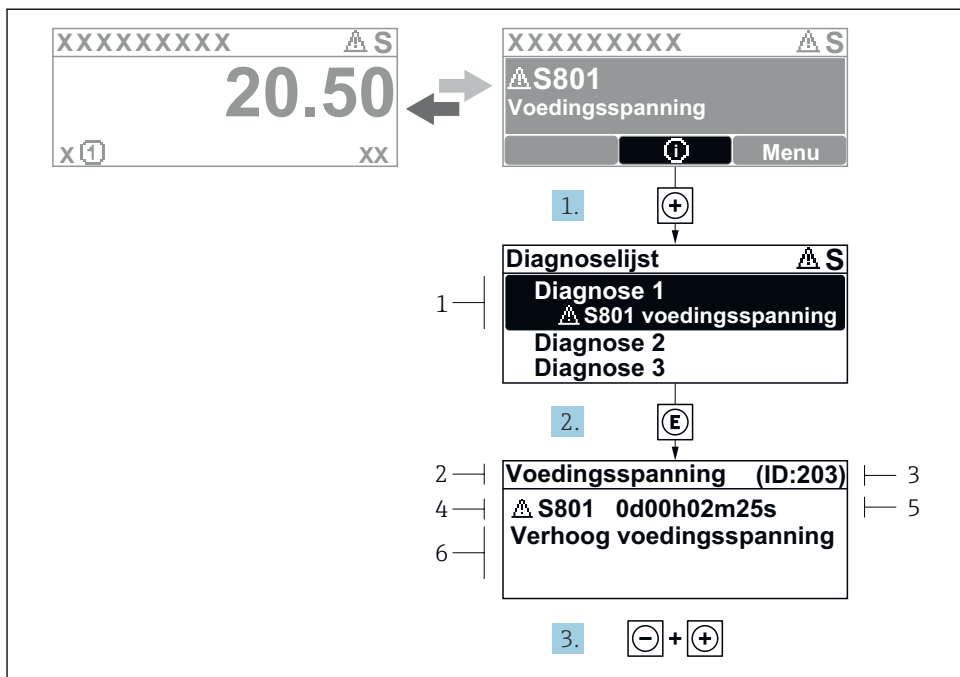 XXXXXXXXX ⚠ S
20.50
X ① XX
XXXXXXXXX ⚠ S
⚠ S801
Voedingsspanning
ⓘ Menu
1. +
Diagnoselijst ⚠ S
1
Diagnose 1
⚠ S801 voedingsspanning
Diagnose 2
Diagnose 3
2. E
2 Voedingsspanning (ID:203) 3
4 ⚠ S801 0d00h02m25s 5
6 Verhoog voedingsspanning
3. - + +